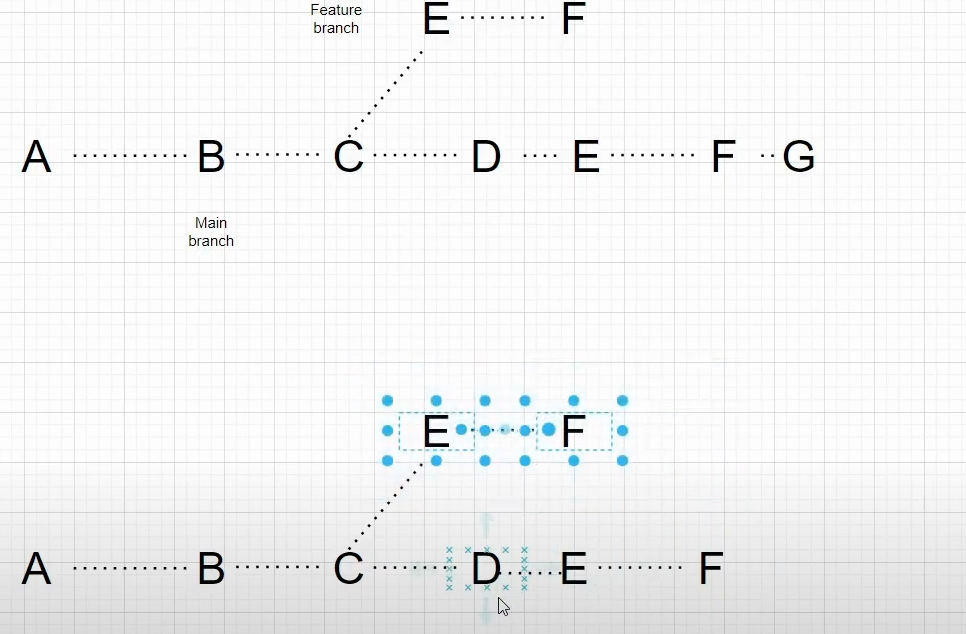 Feature
branch
E F
A B C D E F G
Main
branch
E F
A B C D E F